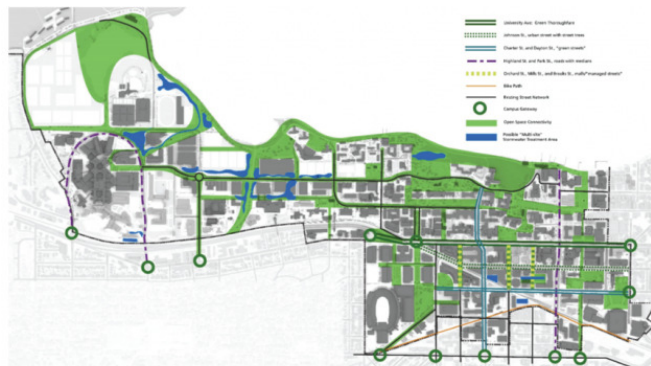 University Ave: Green Thoroughfare
Johnson St., urban street with street trees
Charter St. and Dayton St., "green streets"
Highland St. and Park St., roads with medians
Orchard St., Mills St., and Brooks St., "managed streets"
Bike Path
Existing Street Network
Campus Gateway
Open Space Connectivity
Possible "Multi-site"
Stormwater Treatment Area